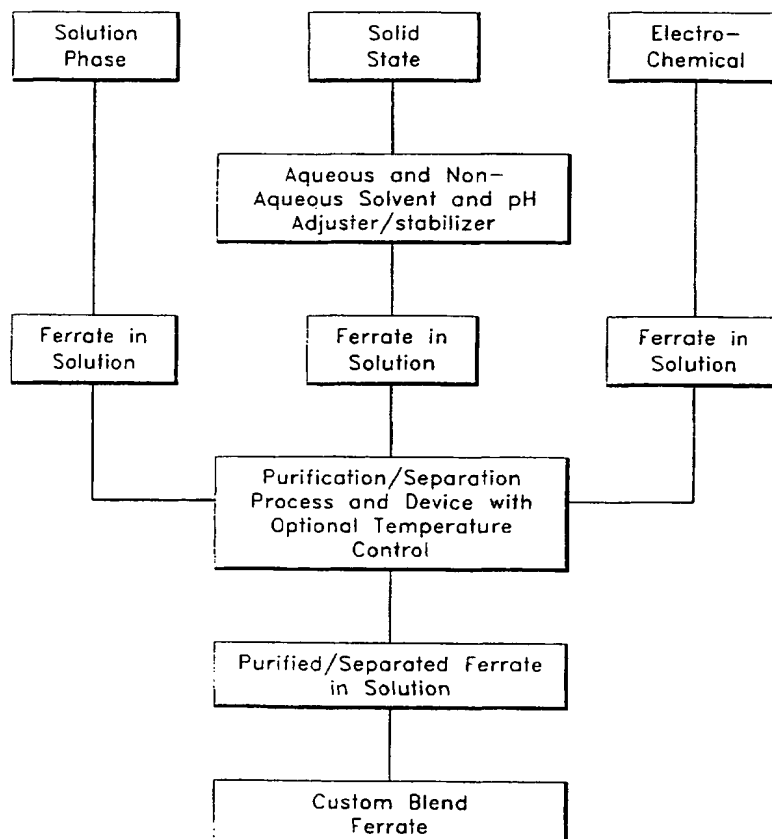 Solution
Phase
Solid
State
Electro-
Chemical
Aqueous and Non-
Aqueous Solvent and pH
Adjuster/stabilizer
Ferrate in
Solution
Ferrate in
Solution
Ferrate in
Solution
Purification/Separation
Process and Device with
Optional Temperature
Control
Purified/Separated Ferrate
in Solution
Custom Blend
Ferrate